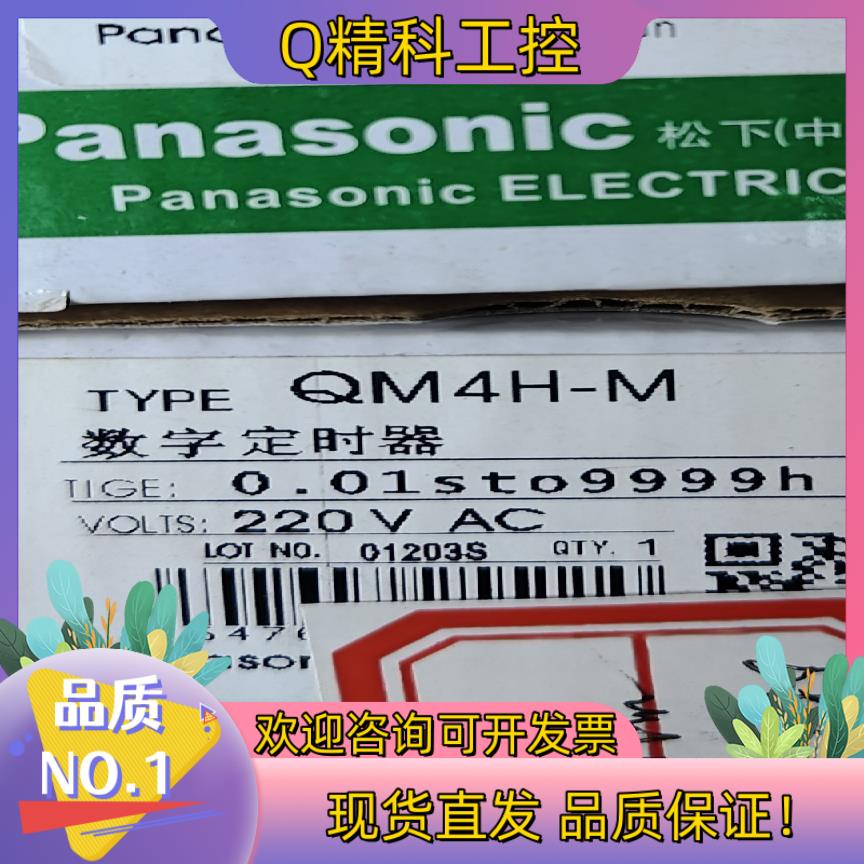 Q精科工控
Panasonic 松下(中
Panasonic ELECTRIC
TYPE QM4H-M
数字定时器
TIGE: 0.01sto9999h
VOLTS: 220V AC
LOT NO. 01203S QTY. 1
品质
NO.1
欢迎咨询可开发票
现货直发 品质保证!